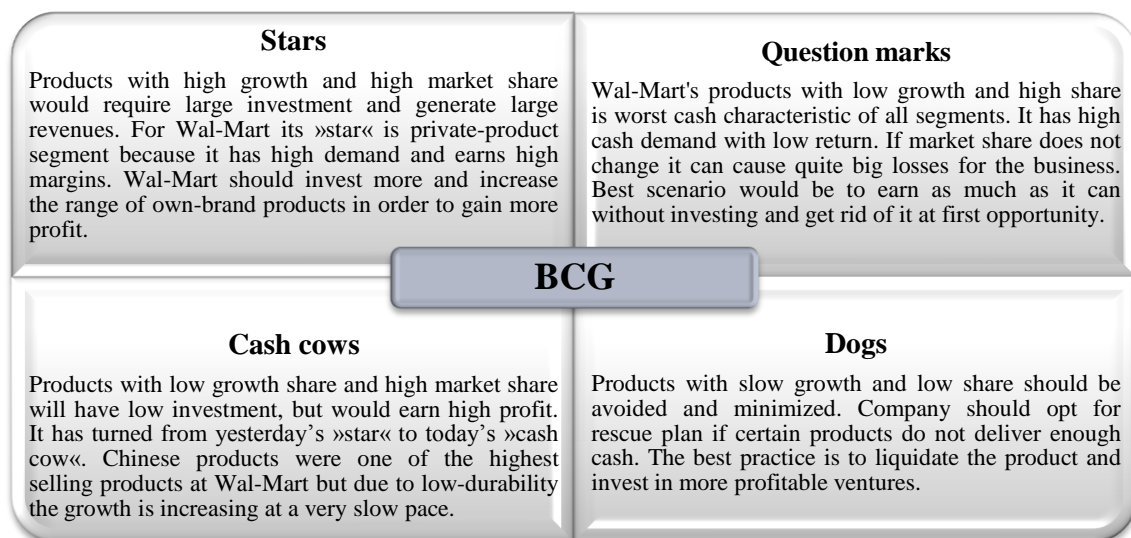 Stars
Products with high growth and high market share
would require large investment and generate large
revenues. For Wal-Mart its »star« is private-product
segment because it has high demand and earns high
margins. Wal-Mart should invest more and increase
the range of own-brand products in order to gain more
profit.
Question marks
Wal-Mart's products with low growth and high share
is worst cash characteristic of all segments. It has high
cash demand with low return. If market share does not
change it can cause quite big losses for the business.
Best scenario would be to earn as much as it can
without investing and get rid of it at first opportunity.
BCG
Cash cows
Products with low growth share and high market share
will have low investment, but would earn high profit.
It has turned from yesterday’s »star« to today’s »cash
cow«. Chinese products were one of the highest
selling products at Wal-Mart but due to low-durability
the growth is increasing at a very slow pace.
Dogs
Products with slow growth and low share should be
avoided and minimized. Company should opt for
rescue plan if certain products do not deliver enough
cash. The best practice is to liquidate the product and
invest in more profitable ventures.